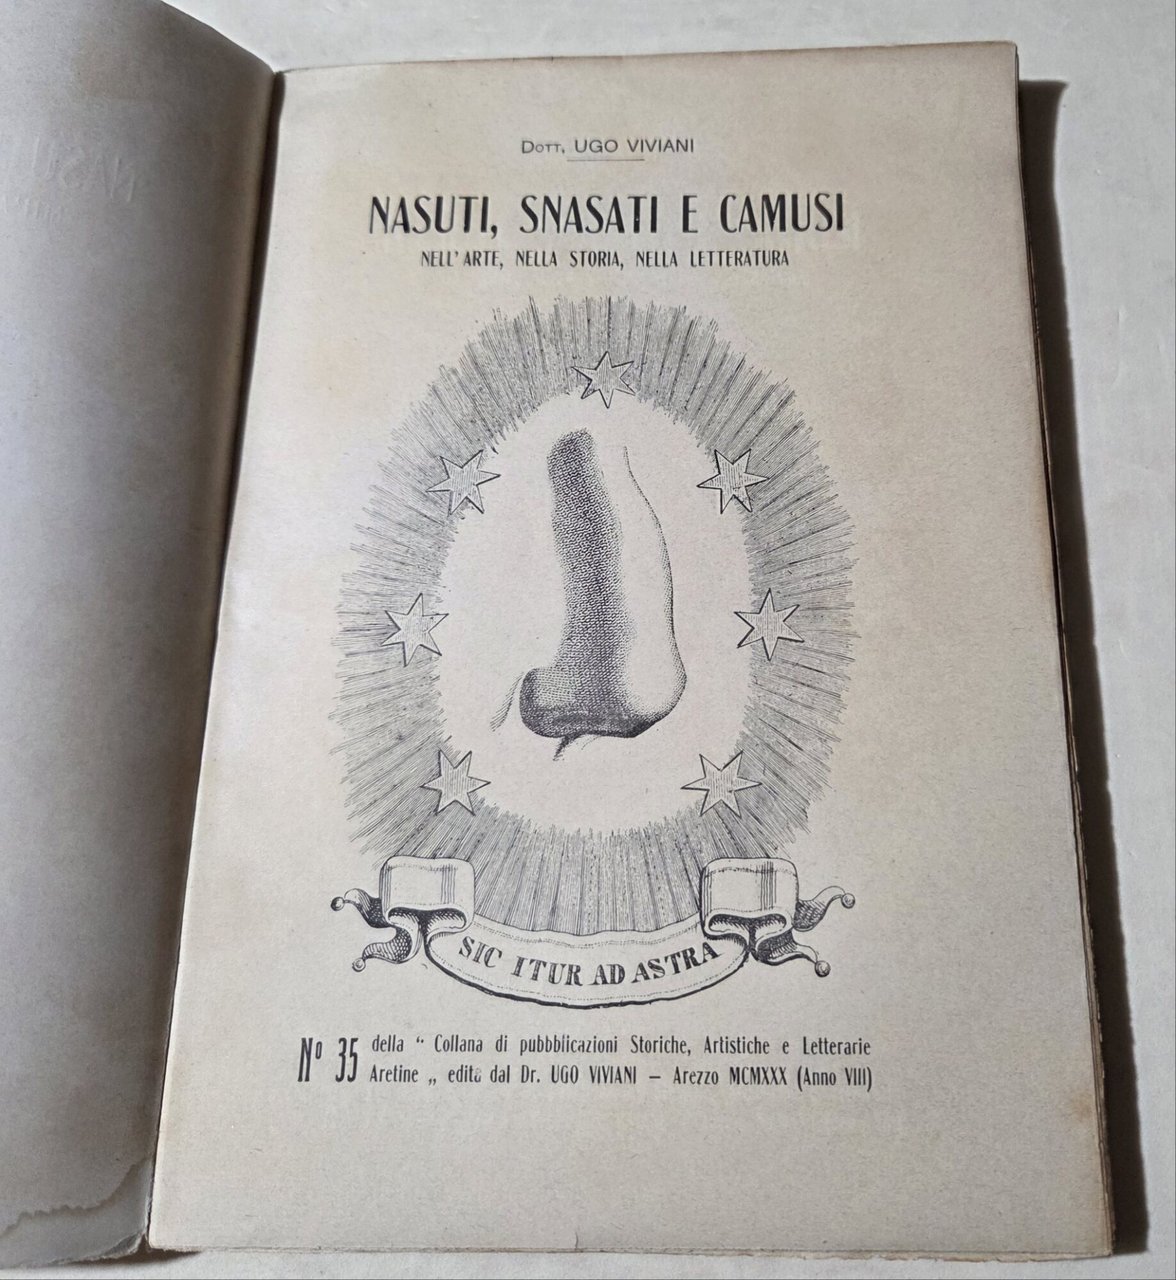 Dott. UGO VIVIANI
NASUTI, SNASATI E CAMUSI
NELL'ARTE, NELLA STORIA, NELLA LETTERATURA
SIC ITUR AD ASTRA
Nº 35 della “ Collana di pubbblicazioni Storiche, Artistiche e Letterarie
Aretine „ edita dal Dr. UGO VIVIANI — Arezzo MCMXXX (Anno VIII)